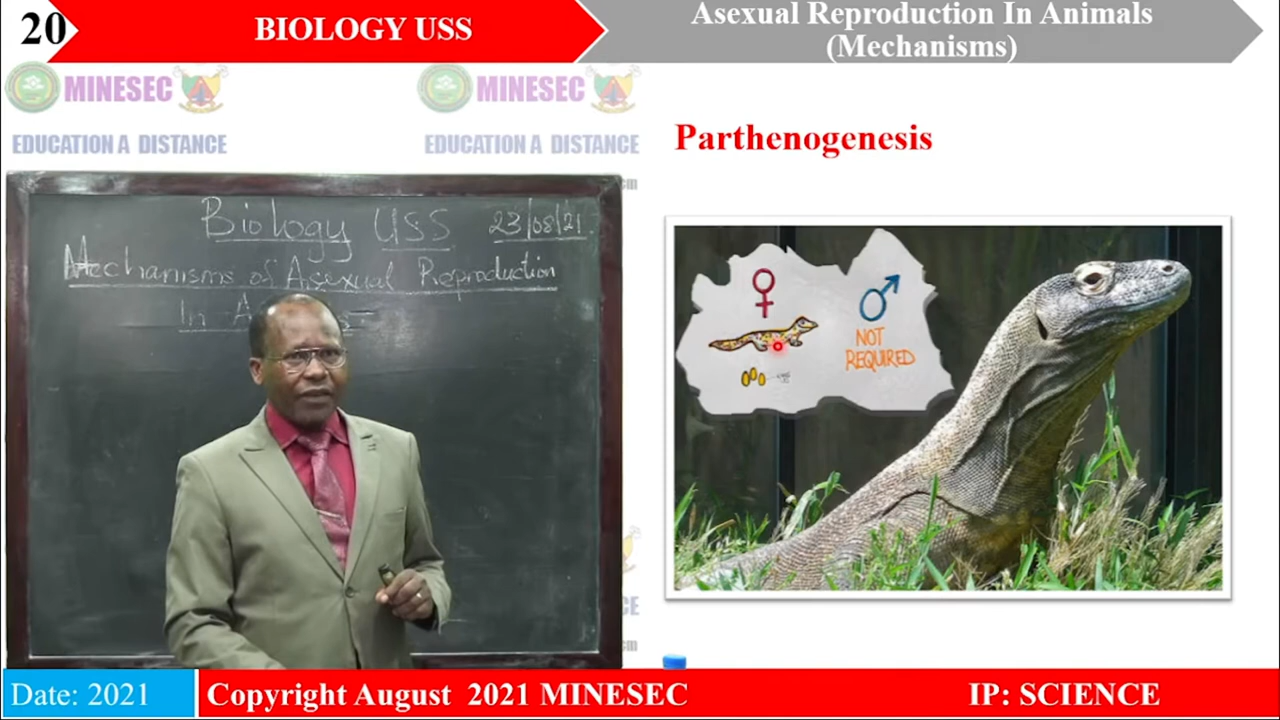 20
BIOLOGY USS
Asexual Reproduction In Animals
(Mechanisms)
MINESEC
MINESEC
EDUCATION A DISTANCE
EDUCATION A DISTANCE
Biology USS 23/08/21
Mechanisms of Asexual Reproduction
In A
Parthenogenesis
NOT
REQUIRED
Date: 2021
Copyright August 2021 MINESEC
IP: SCIENCE